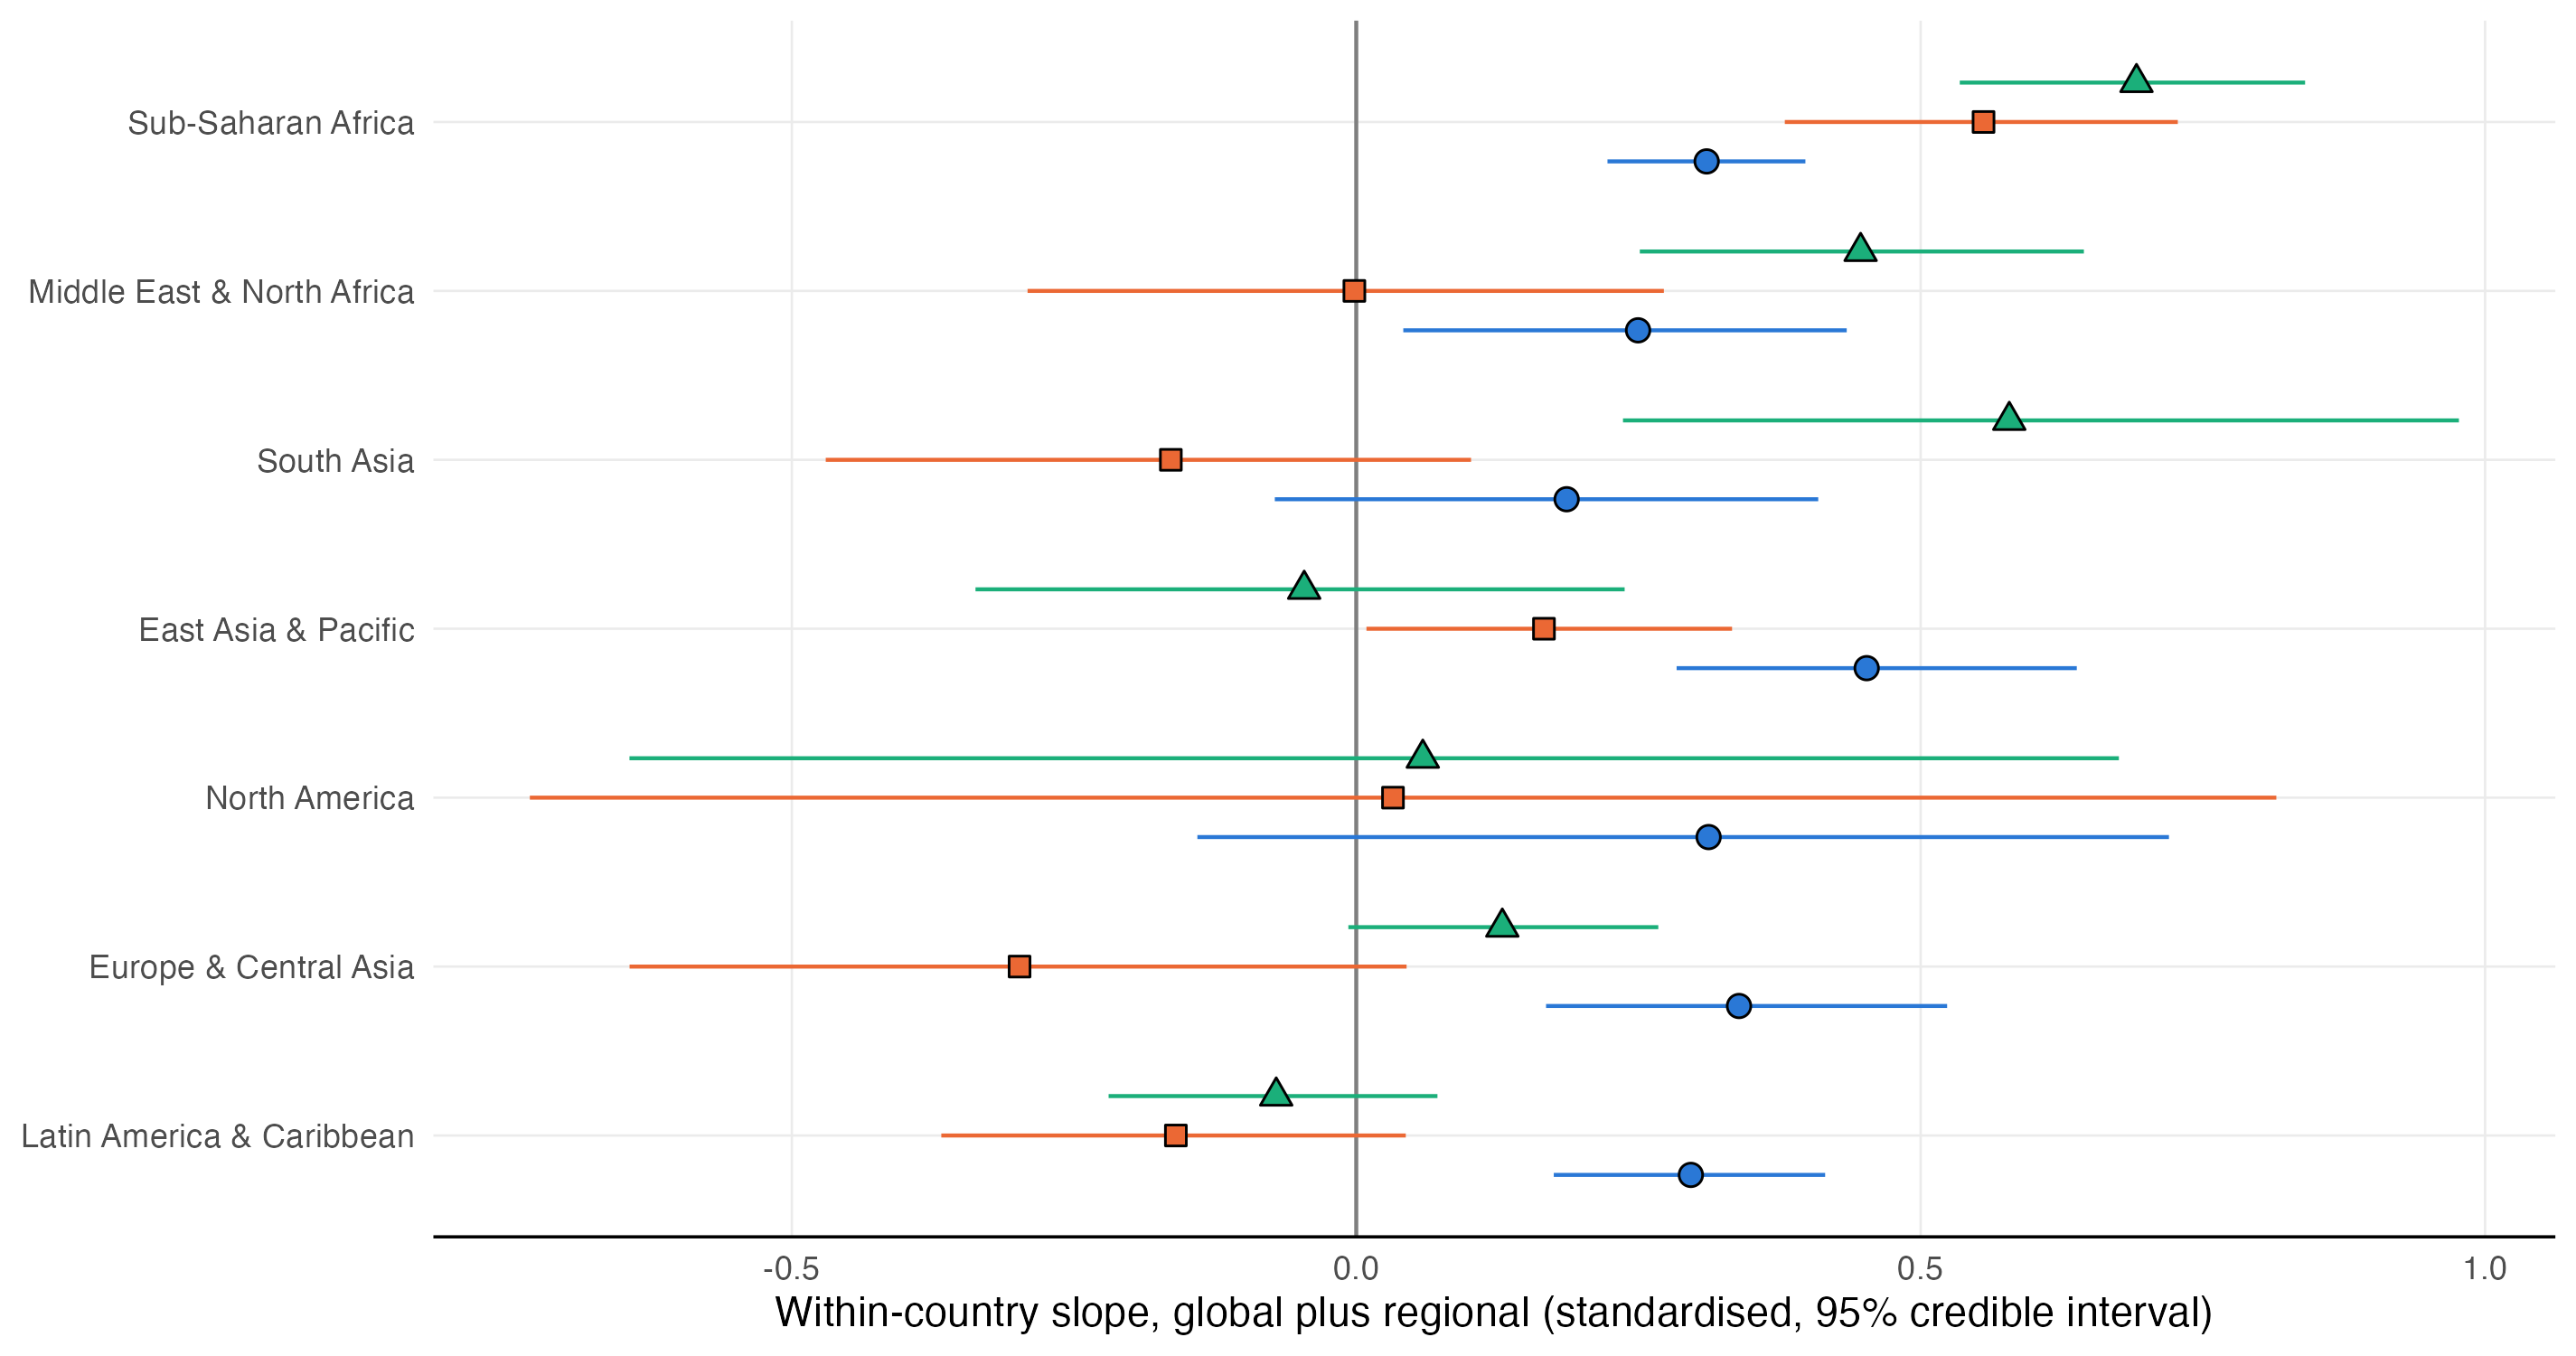 Sub-Saharan Africa
Middle East & North Africa
South Asia
East Asia & Pacific
North America
Europe & Central Asia
Latin America & Caribbean
-0.5 0.0 0.5 1.0
Within-country slope, global plus regional (standardised, 95% credible interval)